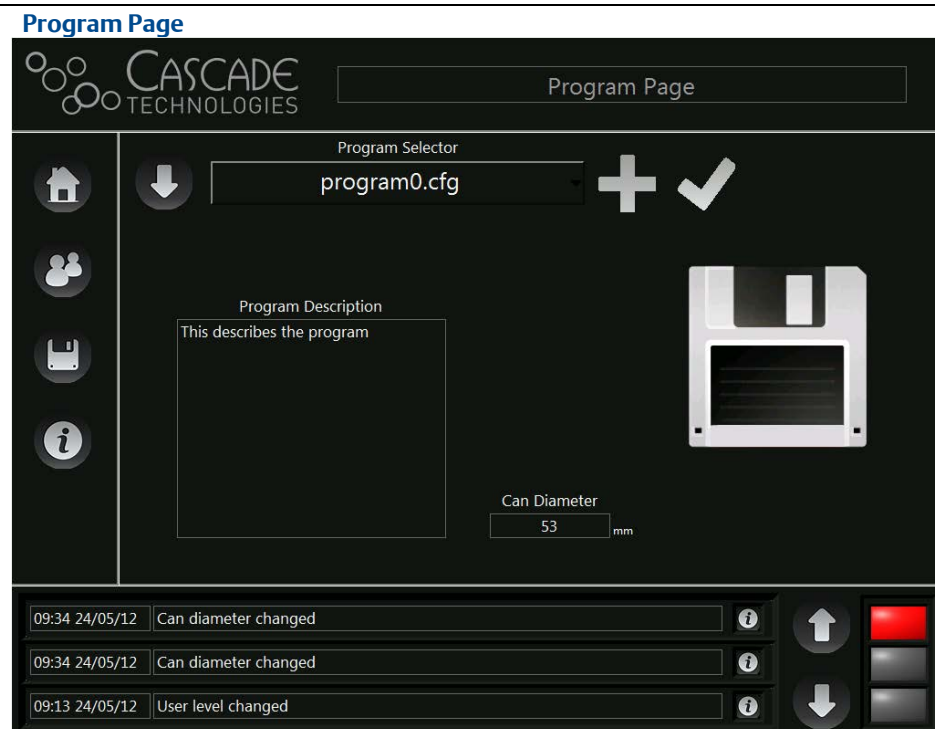 Program Page
CASCADE
TECHNOLOGIES
Program Page
Program Selector
program0.cfg
Program Description
This describes the program
Can Diameter
53 mm
09:34 24/05/12 Can diameter changed
09:34 24/05/12 Can diameter changed
09:13 24/05/12 User level changed